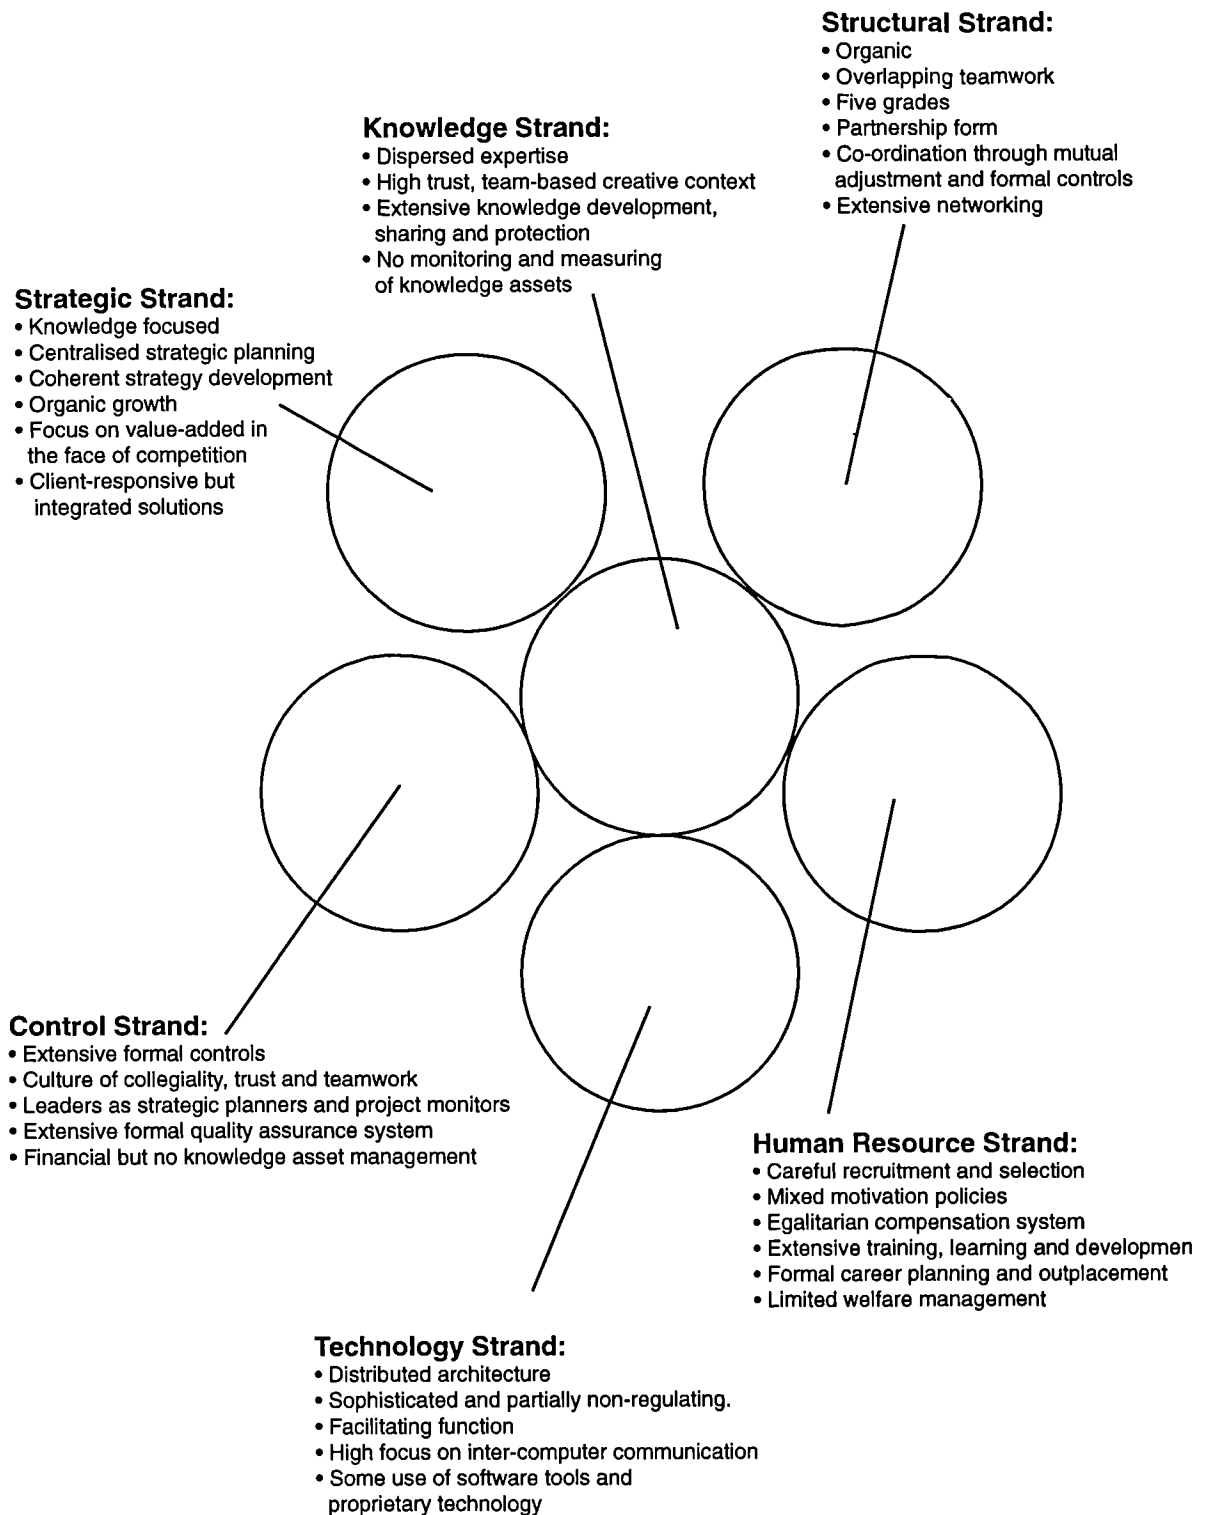 Structural Strand:
• Organic
• Overlapping teamwork
• Five grades
• Partnership form
• Co-ordination through mutual
adjustment and formal controls
• Extensive networking
Knowledge Strand:
• Dispersed expertise
• High trust, team-based creative context
• Extensive knowledge development,
sharing and protection
• No monitoring and measuring
of knowledge assets
Strategic Strand:
• Knowledge focused
• Centralised strategic planning
• Coherent strategy development
• Organic growth
• Focus on value-added in
the face of competition
• Client-responsive but
integrated solutions
Control Strand:
• Extensive formal controls
• Culture of collegiality, trust and teamwork
• Leaders as strategic planners and project monitors
• Extensive formal quality assurance system
• Financial but no knowledge asset management
Human Resource Strand:
• Careful recruitment and selection
• Mixed motivation policies
• Egalitarian compensation system
• Extensive training, learning and developmen
• Formal career planning and outplacement
• Limited welfare management
Technology Strand:
• Distributed architecture
• Sophisticated and partially non-regulating.
• Facilitating function
• High focus on inter-computer communication
• Some use of software tools and
proprietary technology